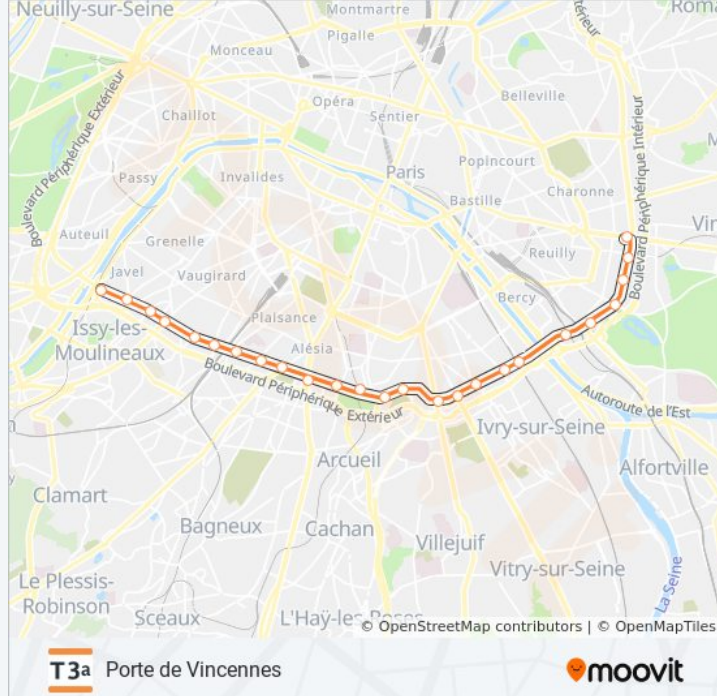 Neuilly-sur-Seine
Montmartre
Pigalle
Monceau
Opéra
Belleville
Chaillot
Sentier
Boulevard Périphérique Extérieur
Boulevard Périphérique Intérieur
Passy
Invalides
Paris
Popincourt
Charonne
Bastille
Auteuil
Grenelle
Reuilly
Javel
Vaugirard
Bercy
Issy-les-
Moulineaux
Plaisance
Alésia
Boulevard Périphérique Extérieur
Autoroute de l'Est
Ivry-sur-Seine
Arcueil
Alfortville
Clamart
Bagneux
Cachan
Villejuif
Vitry-sur-Seine
La Seine
Le Plessis-
Robinson
Sceaux
L'Haÿ-les-Roses
© OpenStreetMap contributors | © OpenMapTiles
T3a Porte de Vincennes
moovit